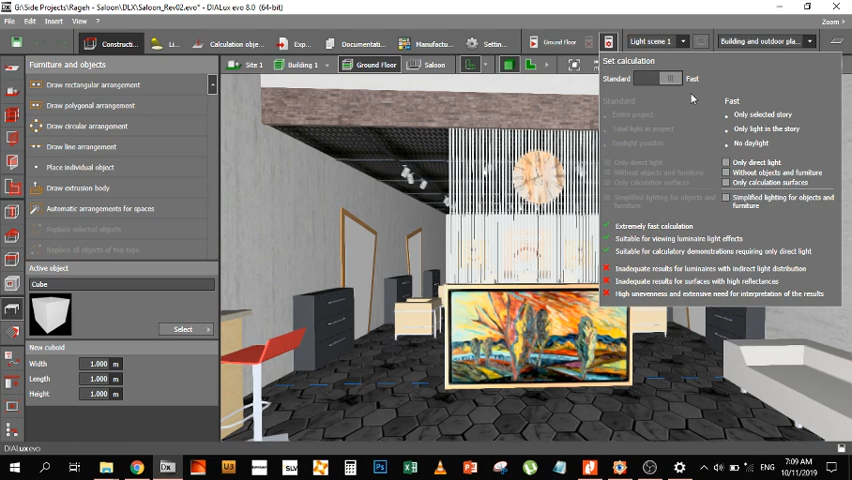 G:\Side Projects\Rageh - Saloon\DLX\Saloon_Rev02.evo* - DIALux evo 8.0 (64-bit)
File Edit Insert View Zoom
Constructi... Li... Calculation obje... Exp... Documentati... Manufactu... Settin... Ground Floor Light scene 1 Building and outdoor pla...
Furniture and objects
Site 1 Building 1 Ground Floor Saloon
Draw rectangular arrangement
Draw polygonal arrangement
Draw circular arrangement
Draw line arrangement
Place individual object
Draw extrusion body
Automatic arrangements for spaces
Replace selected objects
Replace all objects of this type
Active object
Cube
Select
New cuboid
Width 1.000 m
Length 1.000 m
Height 1.000 m
Set calculation
Standard Fast
Standard Fast
Entire project Only selected story
Total light in project Only light in the story
Daylight possible No daylight
Only direct light Only direct light
Without objects and furniture Without objects and furniture
Only calculation surfaces Only calculation surfaces
Simplified lighting for objects and furniture Simplified lighting for objects and furniture
Extremely fast calculation
Suitable for viewing luminaire light effects
Suitable for calculatory demonstrations requiring only direct light
Inadequate results for luminaires with indirect light distribution
Inadequate results for surfaces with high reflectances
High unevenness and extensive need for interpretation of the results
DIALux evo
Dx U3 SLV Ps ENG 7:09 AM
10/11/2019